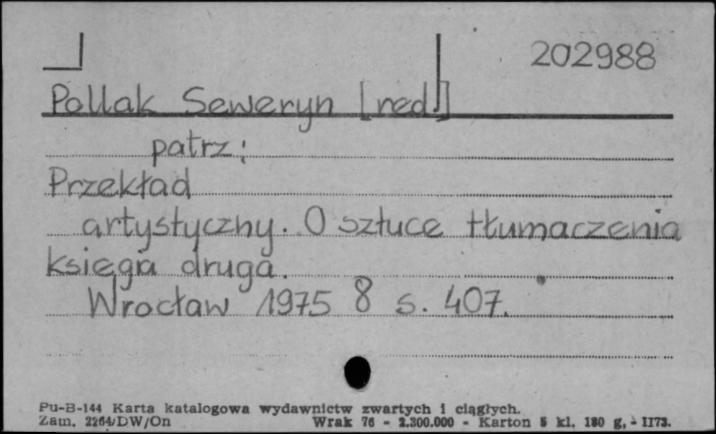 202988
Pollak Seweryn [red.]
patrz:
Przekład
artystyczny. O sztuce tłumaczenia
księga druga.
Wrocław 1975 8 s. 407.
Pu-B-144 Karta katalogowa wydawnictw zwartych i ciągłych.
Zam. 2264/DW/On Wrak 76 - 2.300.000 - Karton 5 kl. 180 g. - II73.